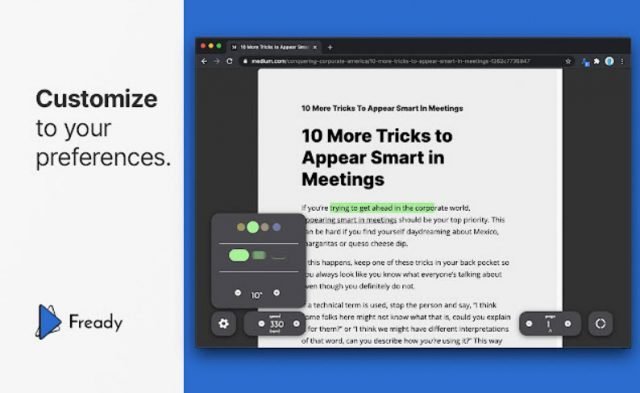 Customize
to your
preferences.
Fready
10 More Tricks to Appear Smar
medium.com/conquering-corporate-america/10-more-tricks-to-appear-smart-in-meetings-
10 More Tricks To Appear Smart In Meetings
10 More Tricks to
Appear Smart in
Meetings
If you're trying to get ahead in the corporate world,
appearing smart in meetings should be your top priority. This
can be hard if you find yourself daydreaming about Mexico,
margaritas or queso cheese dip.
this happens, keep one of these tricks in your back pocket so
you always look like you know what everyone's talking about
even though you definitely do not.
a technical term is used, stop the person and say, "I think
some folks here might not know what that is, could you explain
it for them?" or "I think we might have different interpretations
of that word, can you describe how you're using it?" This way
10"
speed
330
(wpm)
page
1